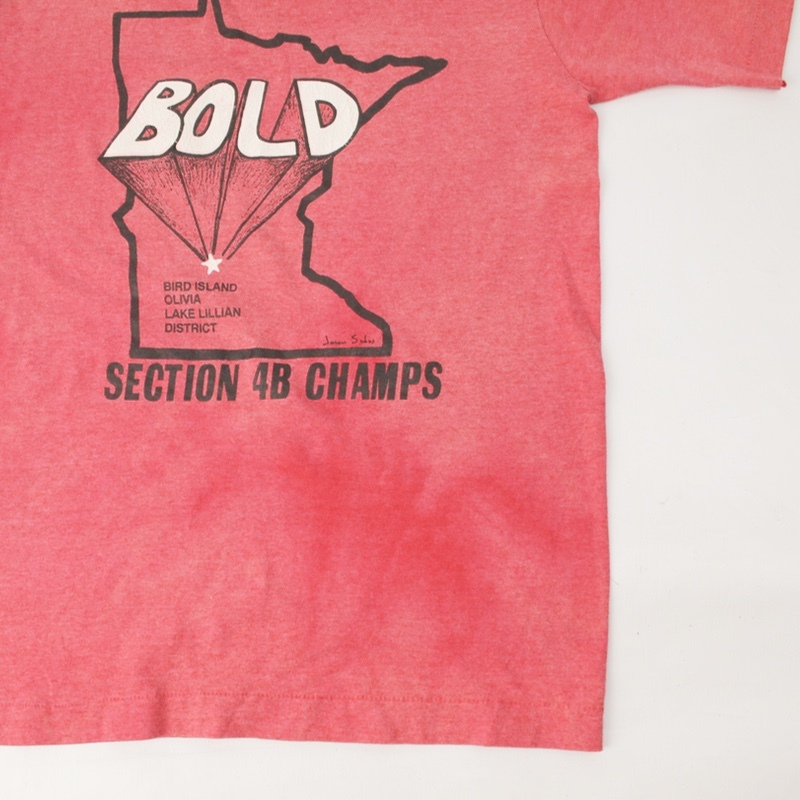 BOLD
BIRD ISLAND
OLIVIA
LAKE LILLIAN
DISTRICT
SECTION 4B CHAMPS